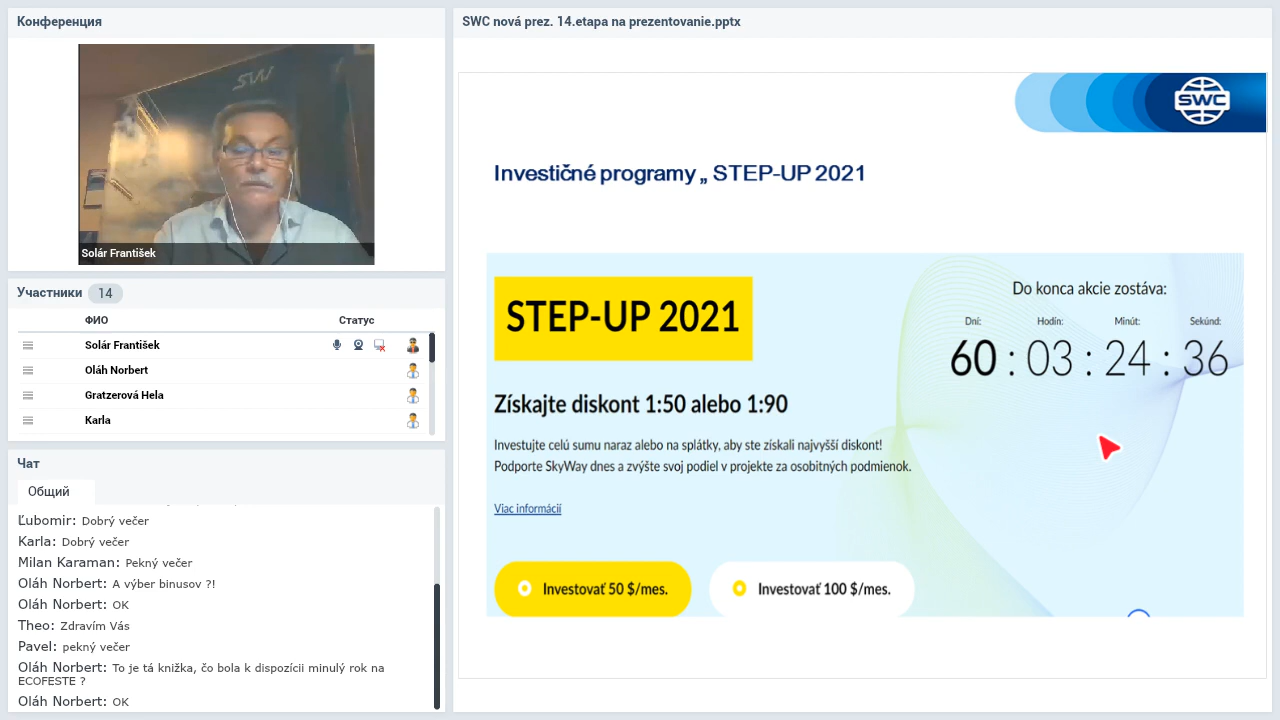 Конференция
SW
Solár František
Участники 14
ФИО Статус
Solár František
Oláh Norbert
Gratzerová Hela
Karla
Чат
Общий
Ľubomir: Dobrý večer
Karla: Dobrý večer
Milan Karaman: Pekný večer
Oláh Norbert: A výber binusov ?!
Oláh Norbert: OK
Theo: Zdravím Vás
Pavel: pekný večer
Oláh Norbert: To je tá knižka, čo bola k dispozícii minulý rok na
ECOFESTE ?
Oláh Norbert: OK
SWC nová prez. 14.etapa na prezentovanie.pptx
SWC
Investičné programy „ STEP-UP 2021
STEP-UP 2021
Do konca akcie zostáva:
Dní: Hodín: Minút: Sekúnd:
60 : 03 : 24 : 36
Získajte diskont 1:50 alebo 1:90
Investujte celú sumu naraz alebo na splátky, aby ste získali najvyšší diskont!
Podporte SkyWay dnes a zvýšte svoj podiel v projekte za osobitných podmienok.
Viac informácií
Investovať 50 $/mes.
Investovať 100 $/mes.